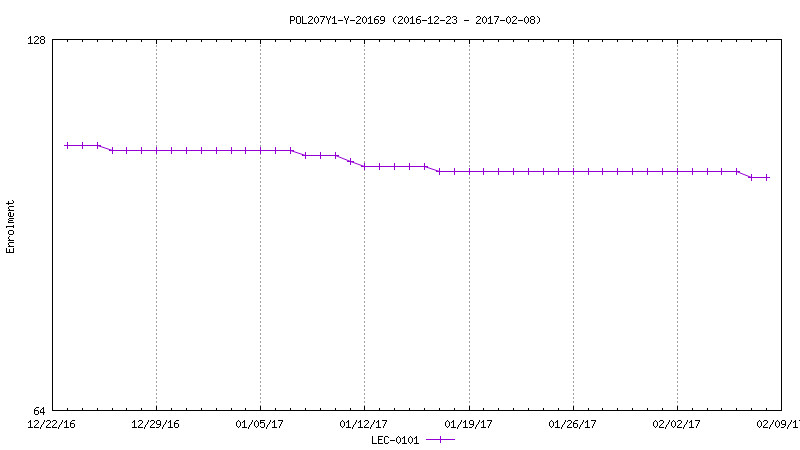 POL207Y1-Y-20169 (2016-12-23 - 2017-02-08)
128
Enrolment
64
12/22/16 12/29/16 01/05/17 01/12/17 01/19/17 01/26/17 02/02/17 02/09/1
LEC-0101